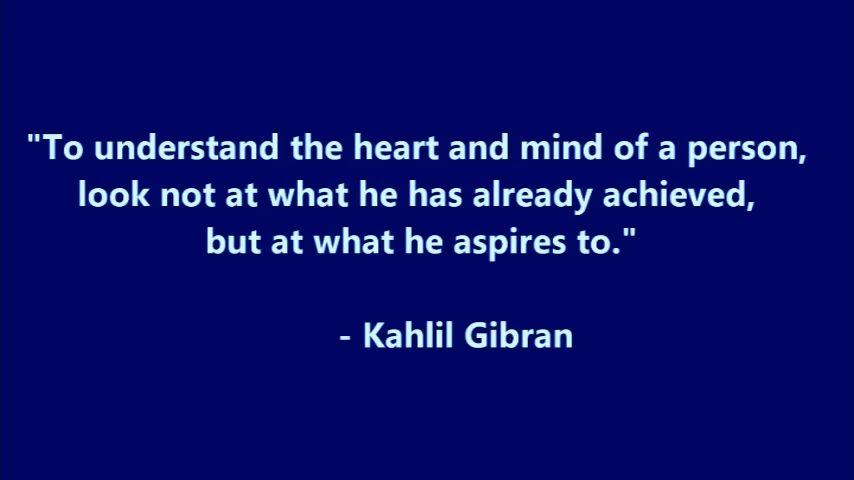 "To understand the heart and mind of a person,
look not at what he has already achieved,
but at what he aspires to."
- Kahlil Gibran